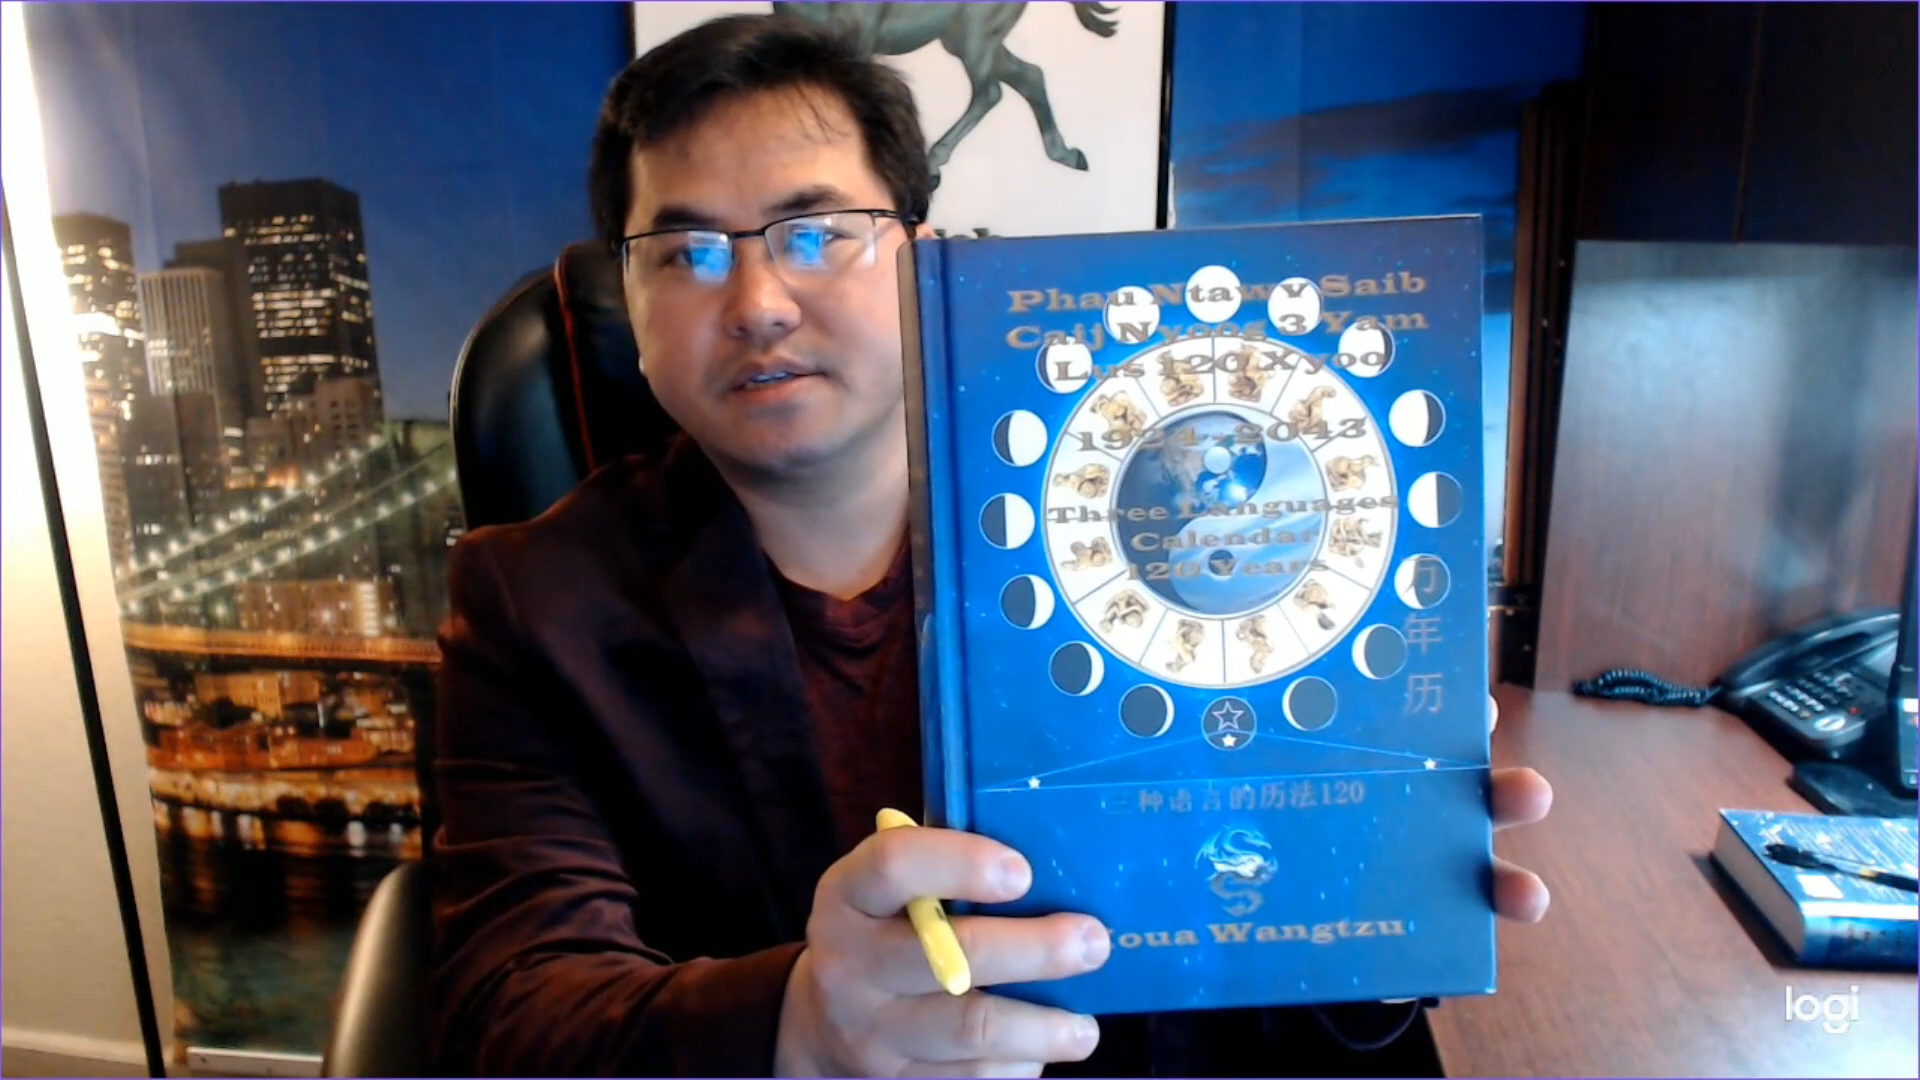 Phau Ntawv Saib
Caij Nyoog 3 Yam
Lus 120 Xyoo
1924-2043
Three Languages
Calendar
120 Years
万年历
三种语言的历法120
Wangtzu
logi